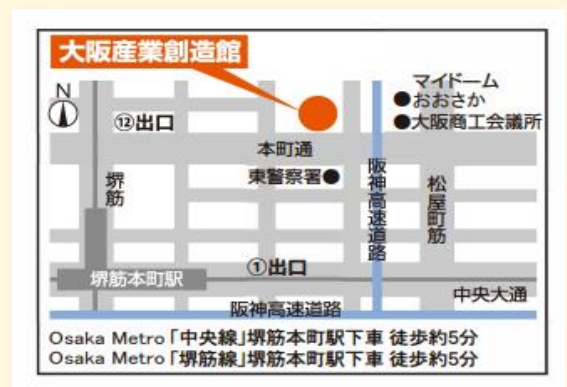 大阪産業創造館
N
マイドーム
●おおさか
●大阪商工会議所
⑫出口
本町通
東警察署●
堺筋
阪神高速道路
松屋町筋
①出口
堺筋本町駅
中央大通
阪神高速道路
Osaka Metro「中央線」堺筋本町駅下車 徒歩約5分
Osaka Metro「堺筋線」堺筋本町駅下車 徒歩約5分